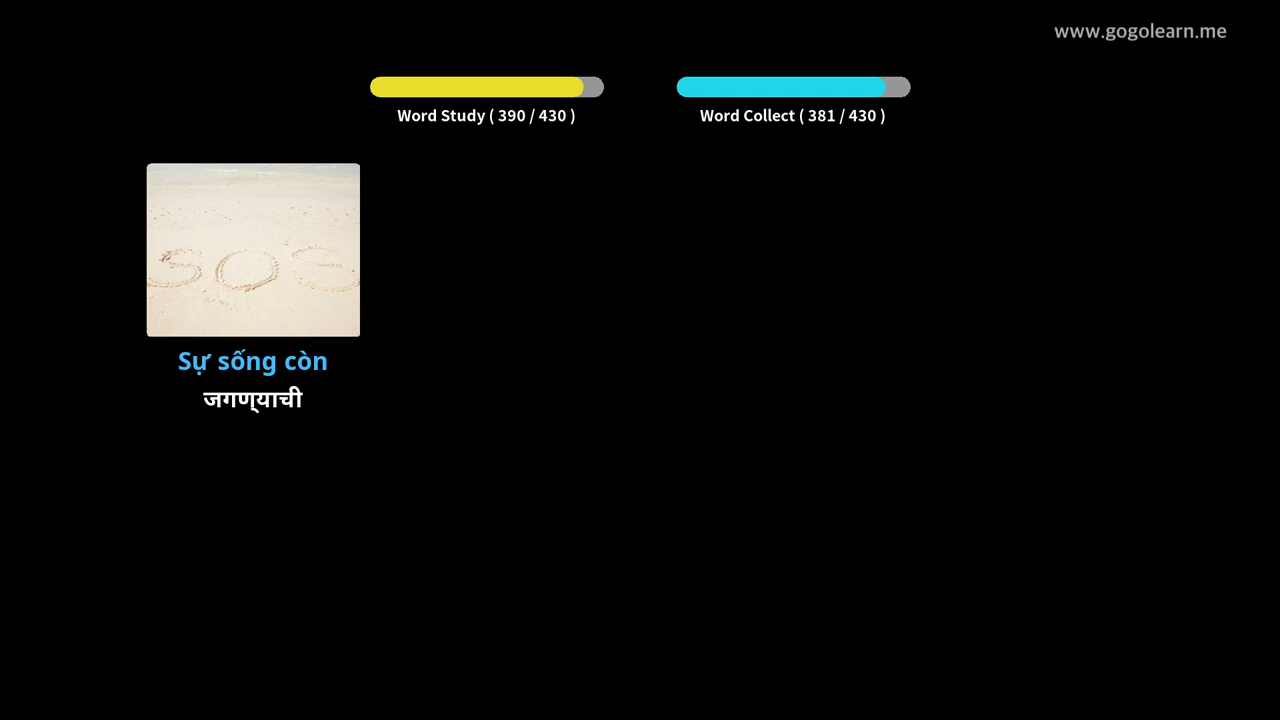 www.gogolearn.me
Word Study ( 390 / 430 )
Word Collect ( 381 / 430 )
SOS
Sự sống còn
जगण्याची